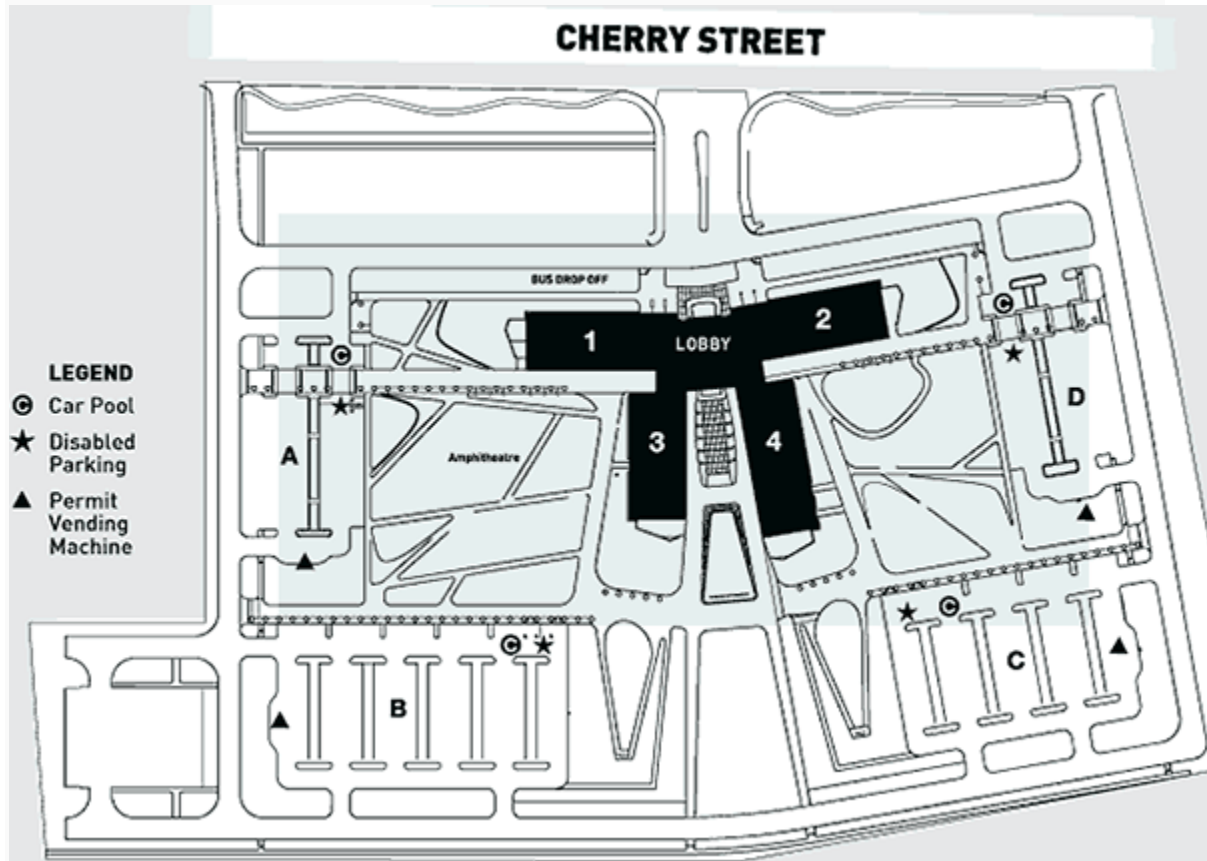 CHERRY STREET
BUS DROP OFF
1
LOBBY
2
LEGEND
C Car Pool
Disabled
Parking
Permit
Vending
Machine
C
C
A
Amphitheatre
3
4
D
C
C
B
C